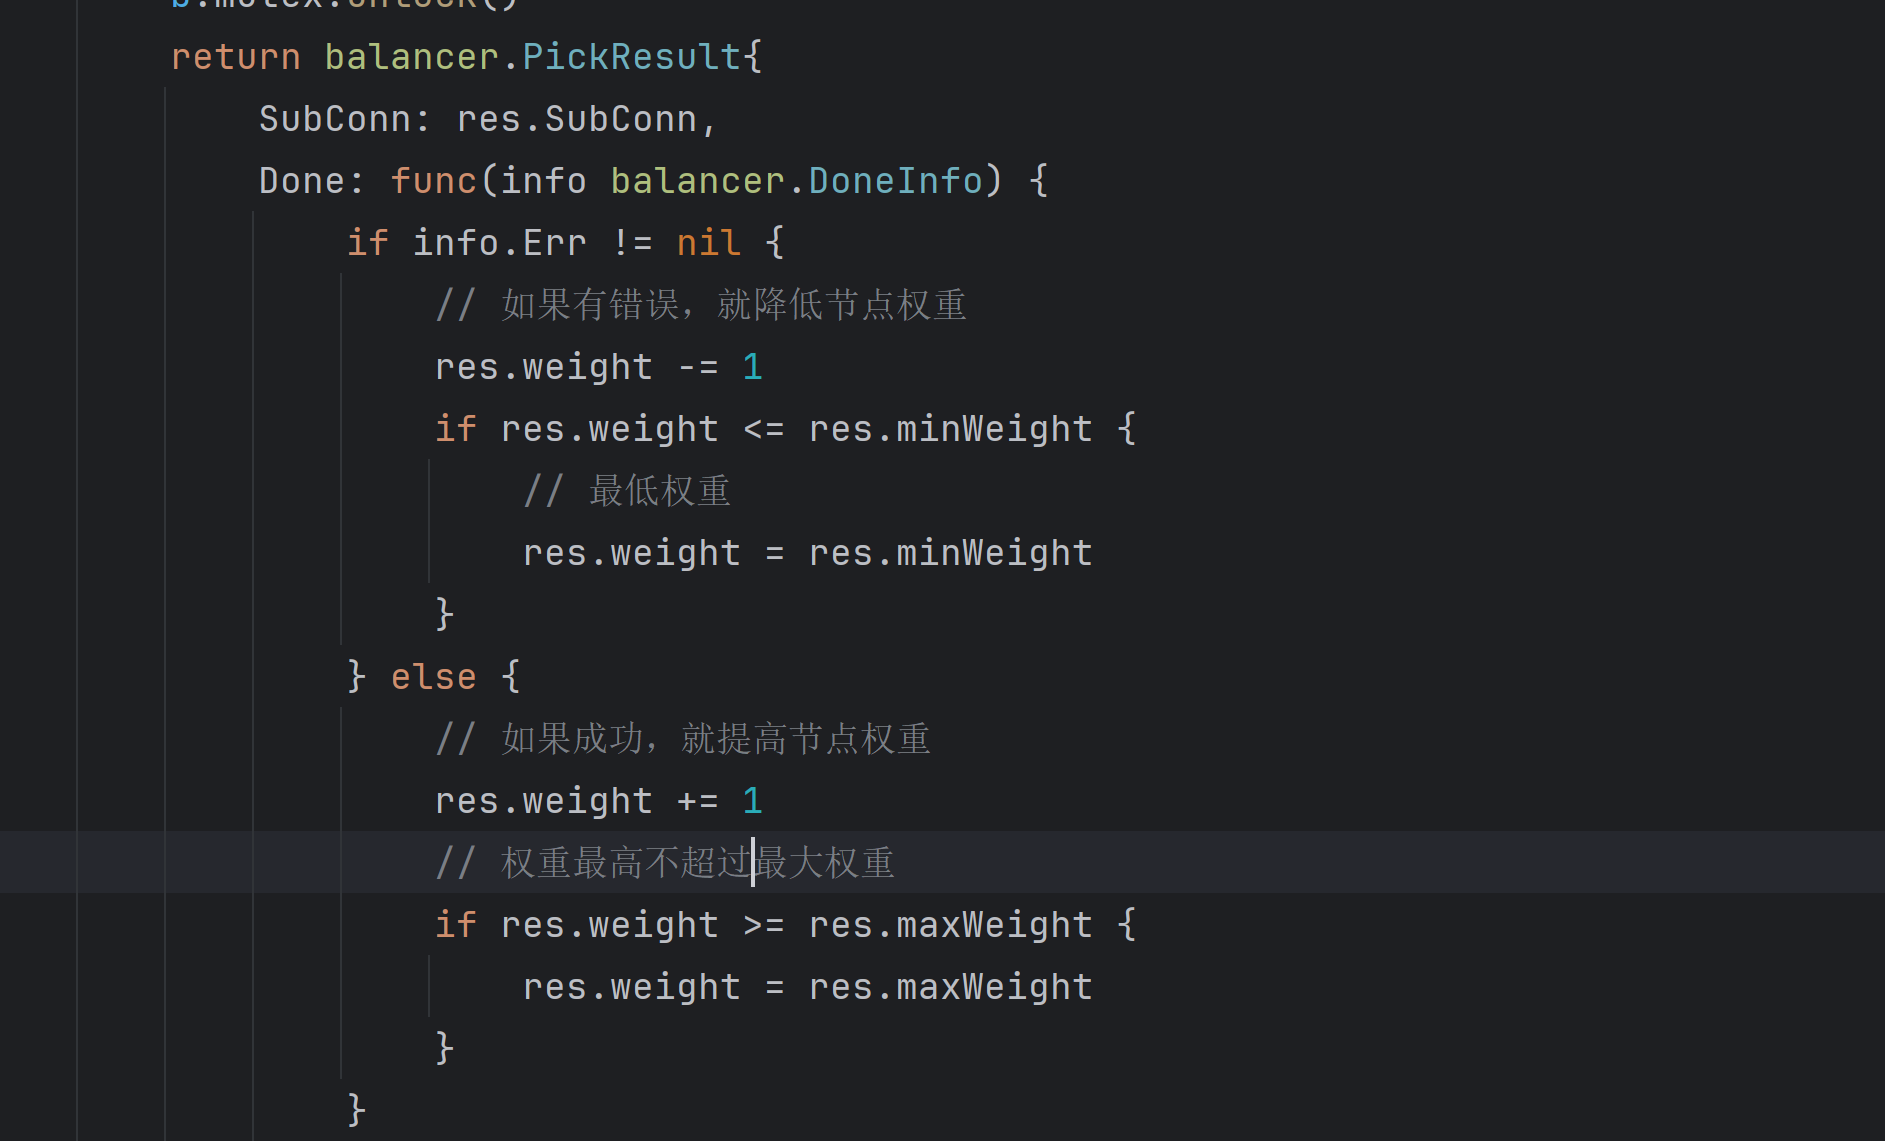 return balancer.PickResult{
SubConn: res.SubConn,
Done: func(info balancer.DoneInfo) {
if info.Err != nil {
// 如果有错误，就降低节点权重
res.weight -= 1
if res.weight <= res.minWeight {
// 最低权重
res.weight = res.minWeight
}
} else {
// 如果成功，就提高节点权重
res.weight += 1
// 权重最高不超过最大权重
if res.weight >= res.maxWeight {
res.weight = res.maxWeight
}
}